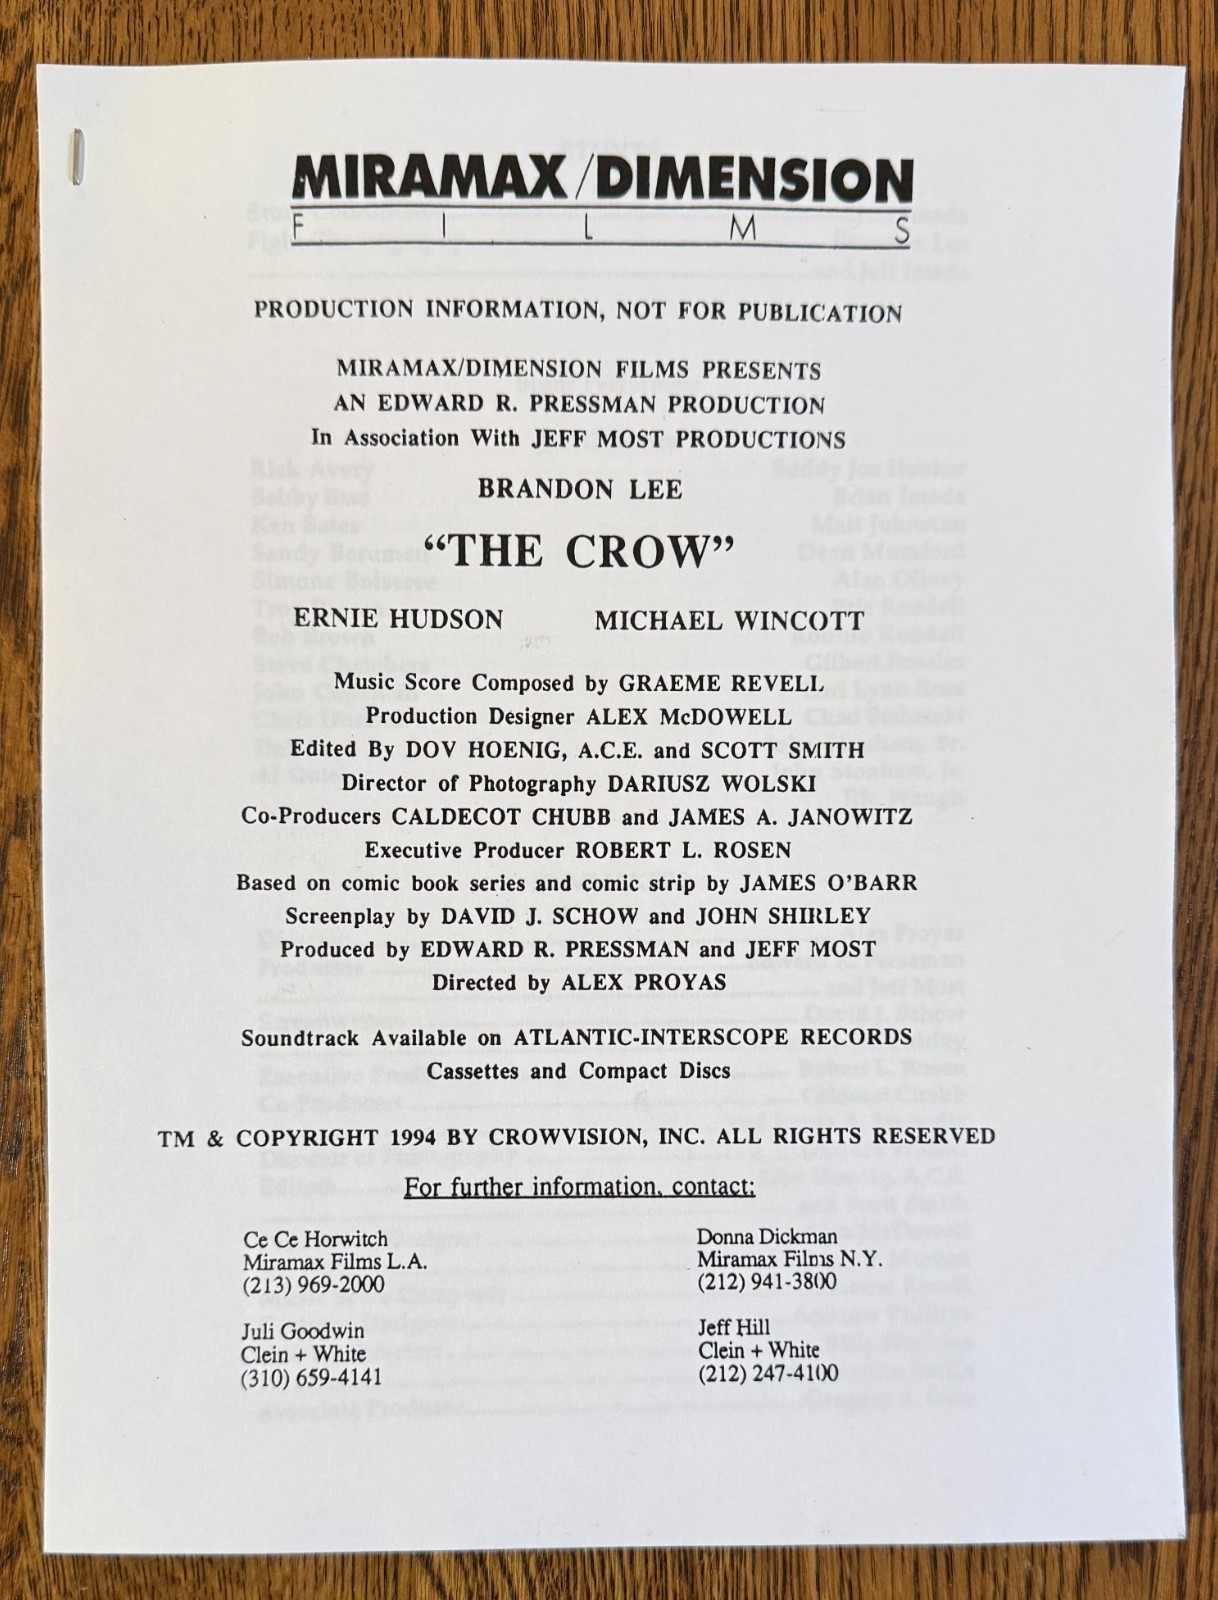 MIRAMAX/DIMENSION
FILMS
PRODUCTION INFORMATION, NOT FOR PUBLICATION
MIRAMAX/DIMENSION FILMS PRESENTS
AN EDWARD R. PRESSMAN PRODUCTION
In Association With JEFF MOST PRODUCTIONS
BRANDON LEE
“THE CROW”
ERNIE HUDSON MICHAEL WINCOTT
Music Score Composed by GRAEME REVELL
Production Designer ALEX McDOWELL
Edited By DOV HOENIG, A.C.E. and SCOTT SMITH
Director of Photography DARIUSZ WOLSKI
Co-Producers CALDECOT CHUBB and JAMES A. JANOWITZ
Executive Producer ROBERT L. ROSEN
Based on comic book series and comic strip by JAMES O'BARR
Screenplay by DAVID J. SCHOW and JOHN SHIRLEY
Produced by EDWARD R. PRESSMAN and JEFF MOST
Directed by ALEX PROYAS
Soundtrack Available on ATLANTIC-INTERSCOPE RECORDS
Cassettes and Compact Discs
TM & COPYRIGHT 1994 BY CROWVISION, INC. ALL RIGHTS RESERVED
For further information, contact:
Ce Ce Horwitch
Miramax Films L.A.
(213) 969-2000
Donna Dickman
Miramax Films N.Y.
(212) 941-3800
Juli Goodwin
Clein + White
(310) 659-4141
Jeff Hill
Clein + White
(212) 247-4100